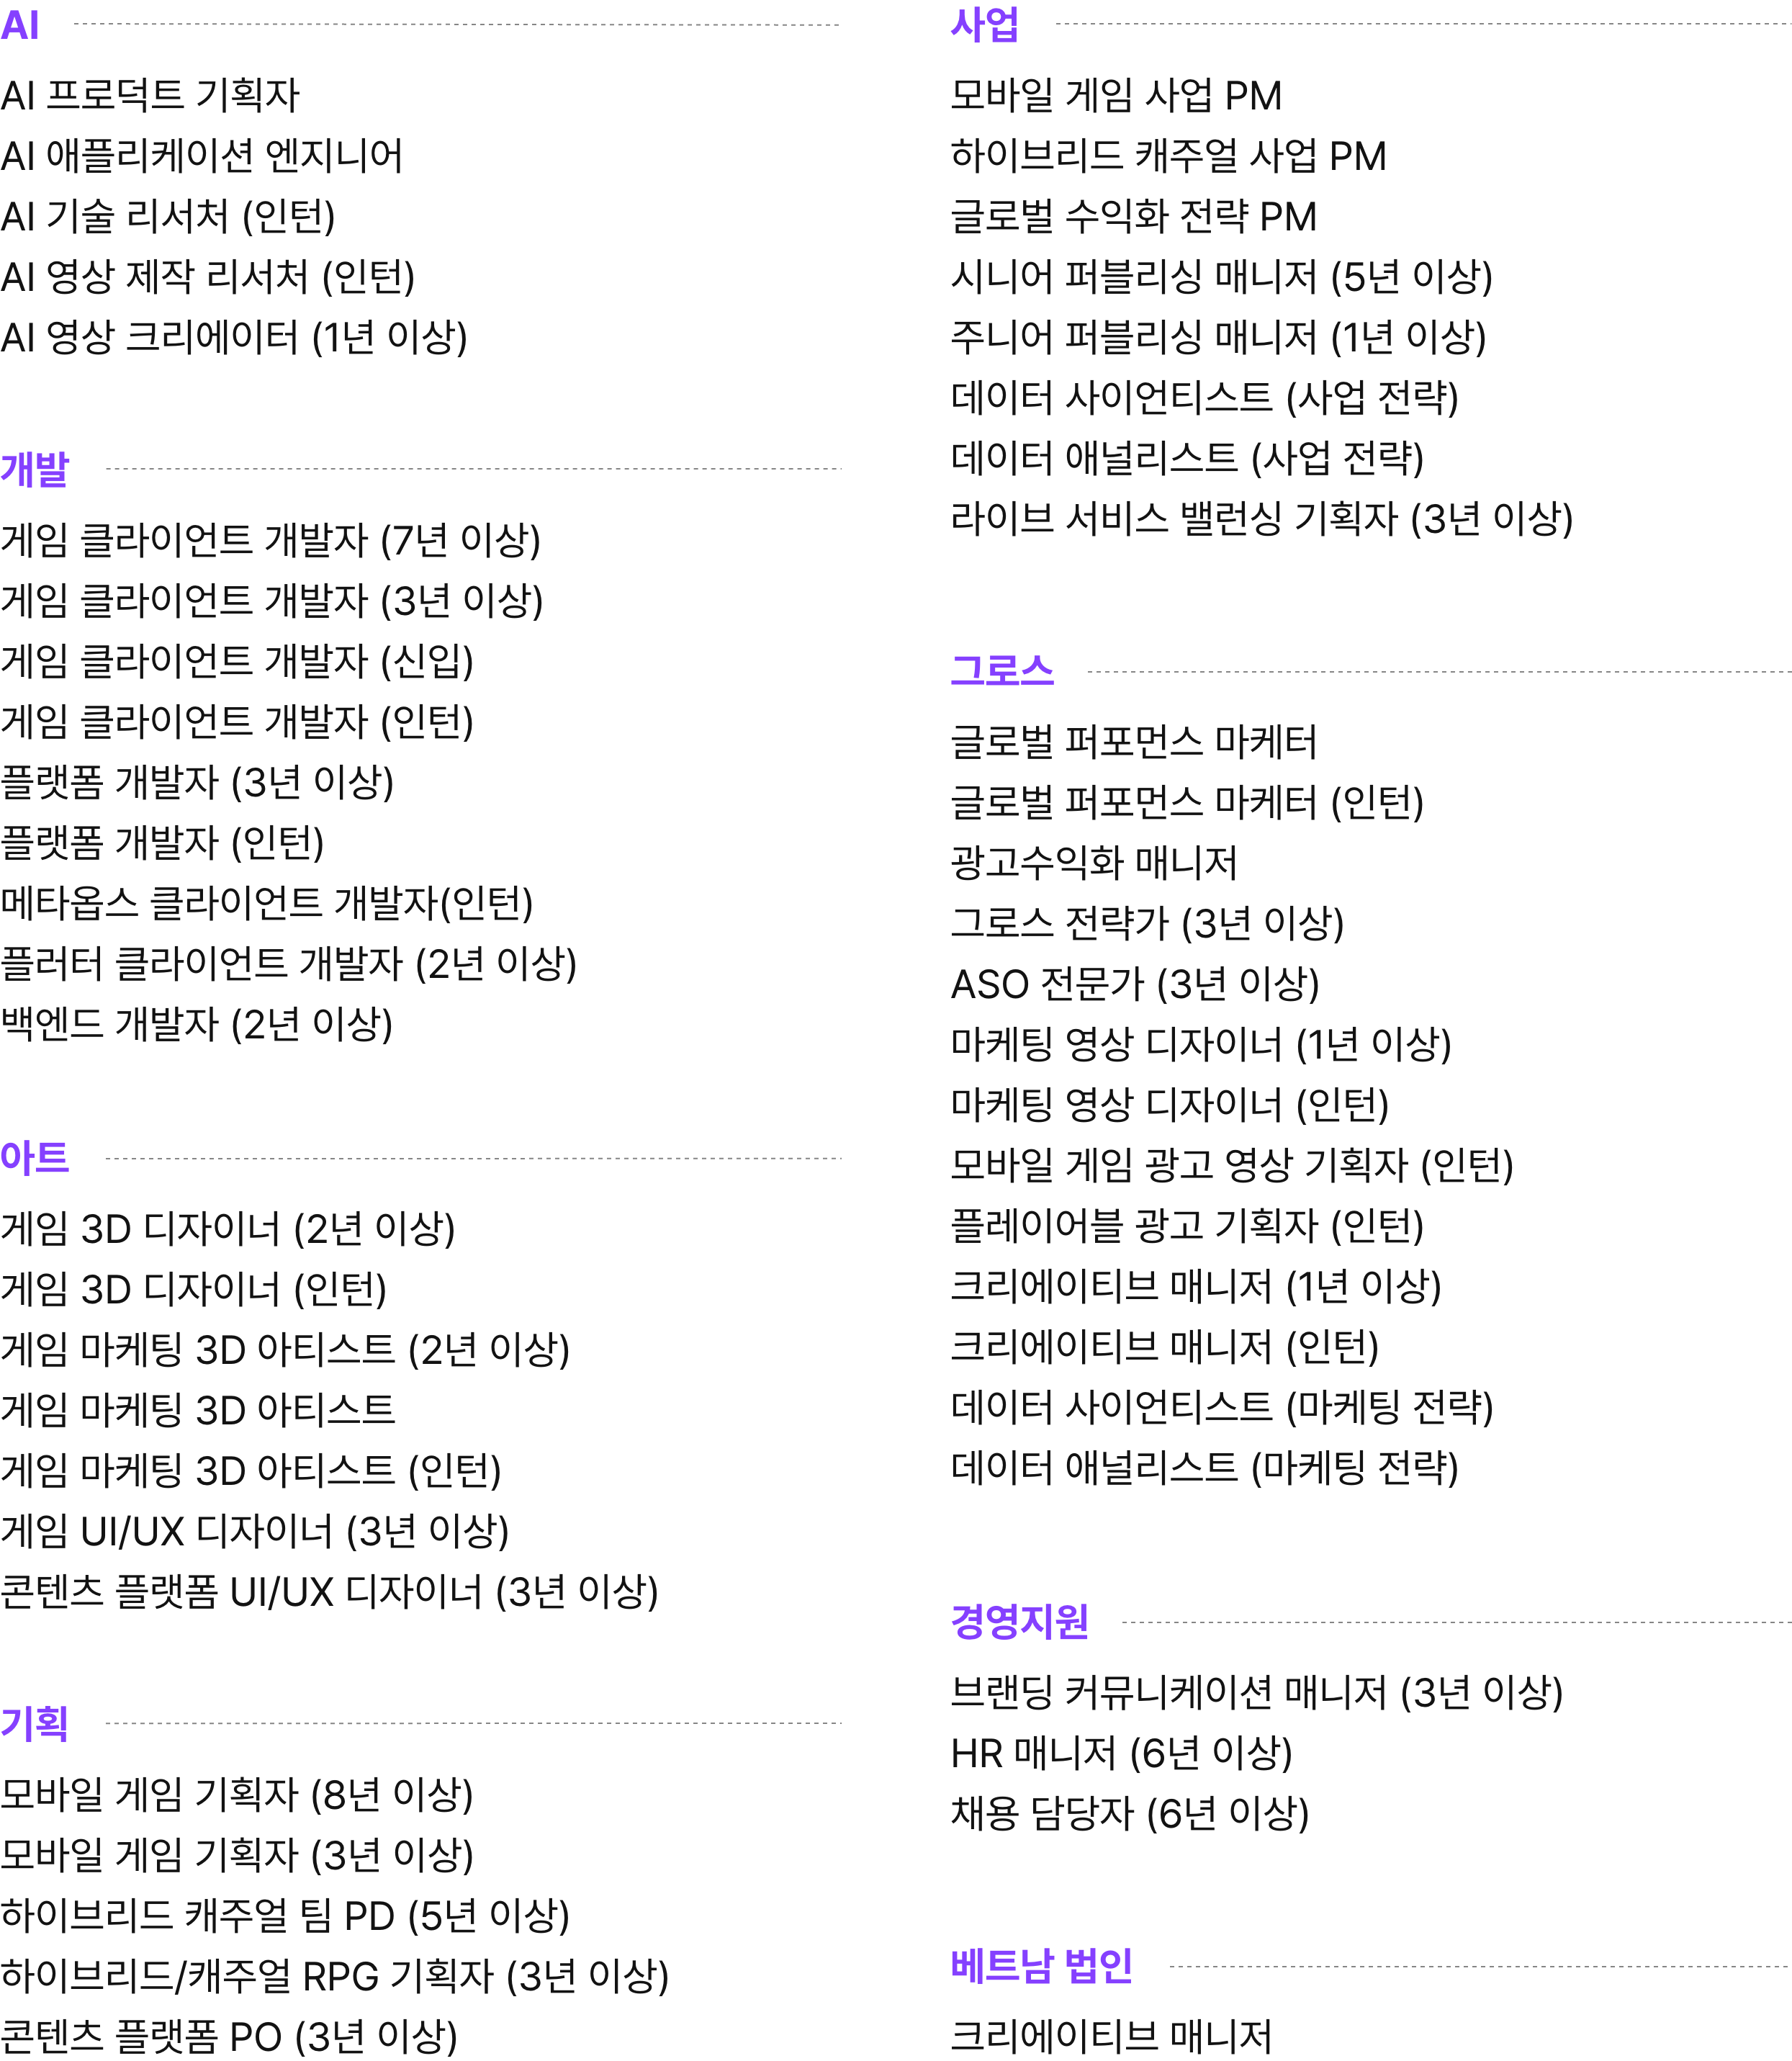 AI
AI 프로덕트 기획자
AI 애플리케이션 엔지니어
AI 기술 리서처 (인턴)
AI 영상 제작 리서처 (인턴)
AI 영상 크리에이터 (1년 이상)
개발
게임 클라이언트 개발자 (7년 이상)
게임 클라이언트 개발자 (3년 이상)
게임 클라이언트 개발자 (신입)
게임 클라이언트 개발자 (인턴)
플랫폼 개발자 (3년 이상)
플랫폼 개발자 (인턴)
메타옵스 클라이언트 개발자(인턴)
플러터 클라이언트 개발자 (2년 이상)
백엔드 개발자 (2년 이상)
아트
게임 3D 디자이너 (2년 이상)
게임 3D 디자이너 (인턴)
게임 마케팅 3D 아티스트 (2년 이상)
게임 마케팅 3D 아티스트
게임 마케팅 3D 아티스트 (인턴)
게임 UI/UX 디자이너 (3년 이상)
콘텐츠 플랫폼 UI/UX 디자이너 (3년 이상)
기획
모바일 게임 기획자 (8년 이상)
모바일 게임 기획자 (3년 이상)
하이브리드 캐주얼 팀 PD (5년 이상)
하이브리드/캐주얼 RPG 기획자 (3년 이상)
콘텐츠 플랫폼 PO (3년 이상)
사업
모바일 게임 사업 PM
하이브리드 캐주얼 사업 PM
글로벌 수익화 전략 PM
시니어 퍼블리싱 매니저 (5년 이상)
주니어 퍼블리싱 매니저 (1년 이상)
데이터 사이언티스트 (사업 전략)
데이터 애널리스트 (사업 전략)
라이브 서비스 밸런싱 기획자 (3년 이상)
그로스
글로벌 퍼포먼스 마케터
글로벌 퍼포먼스 마케터 (인턴)
광고수익화 매니저
그로스 전략가 (3년 이상)
ASO 전문가 (3년 이상)
마케팅 영상 디자이너 (1년 이상)
마케팅 영상 디자이너 (인턴)
모바일 게임 광고 영상 기획자 (인턴)
플레이어블 광고 기획자 (인턴)
크리에이티브 매니저 (1년 이상)
크리에이티브 매니저 (인턴)
데이터 사이언티스트 (마케팅 전략)
데이터 애널리스트 (마케팅 전략)
경영지원
브랜딩 커뮤니케이션 매니저 (3년 이상)
HR 매니저 (6년 이상)
채용 담당자 (6년 이상)
베트남 법인
크리에이티브 매니저